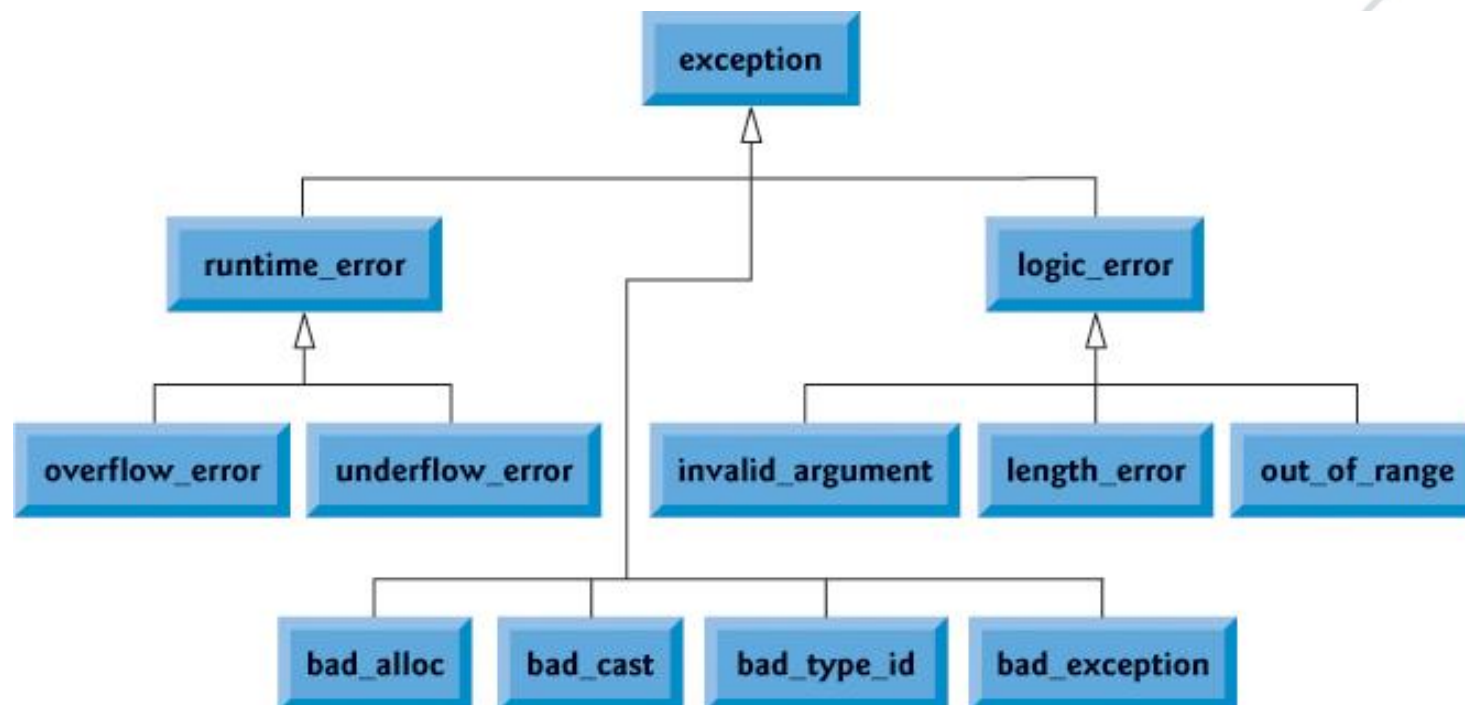 exception
runtime_error
logic_error
overflow_error
underflow_error
invalid_argument
length_error
out_of_range
bad_alloc
bad_cast
bad_type_id
bad_exception